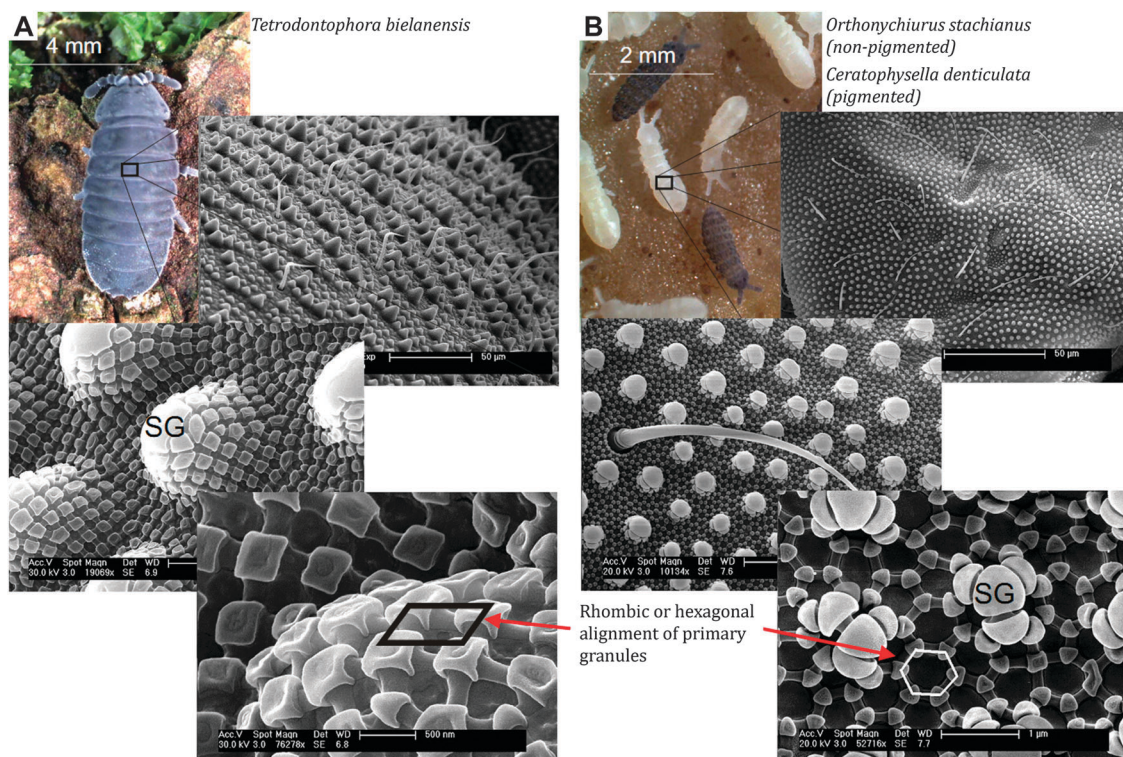 A
4 mm
Tetrodontophora bielanensis
Exp 50 µm
SG
Acc.V Spot Magn Det WD
30.0 kV 3.0 19069x SE 6.9
Acc.V Spot Magn Det WD
30.0 kV 3.0 76278x SE 6.8 500 nm
B
2 mm
Orthonychiurus stachianus
(non-pigmented)
Ceratophysella denticulata
(pigmented)
50 µm
Acc.V Spot Magn Det WD
20.0 kV 3.0 10134x SE 7.6
Rhombic or hexagonal
alignment of primary
granules
SG
Acc.V Spot Magn Det WD
20.0 kV 3.0 52716x SE 7.7 1 µm